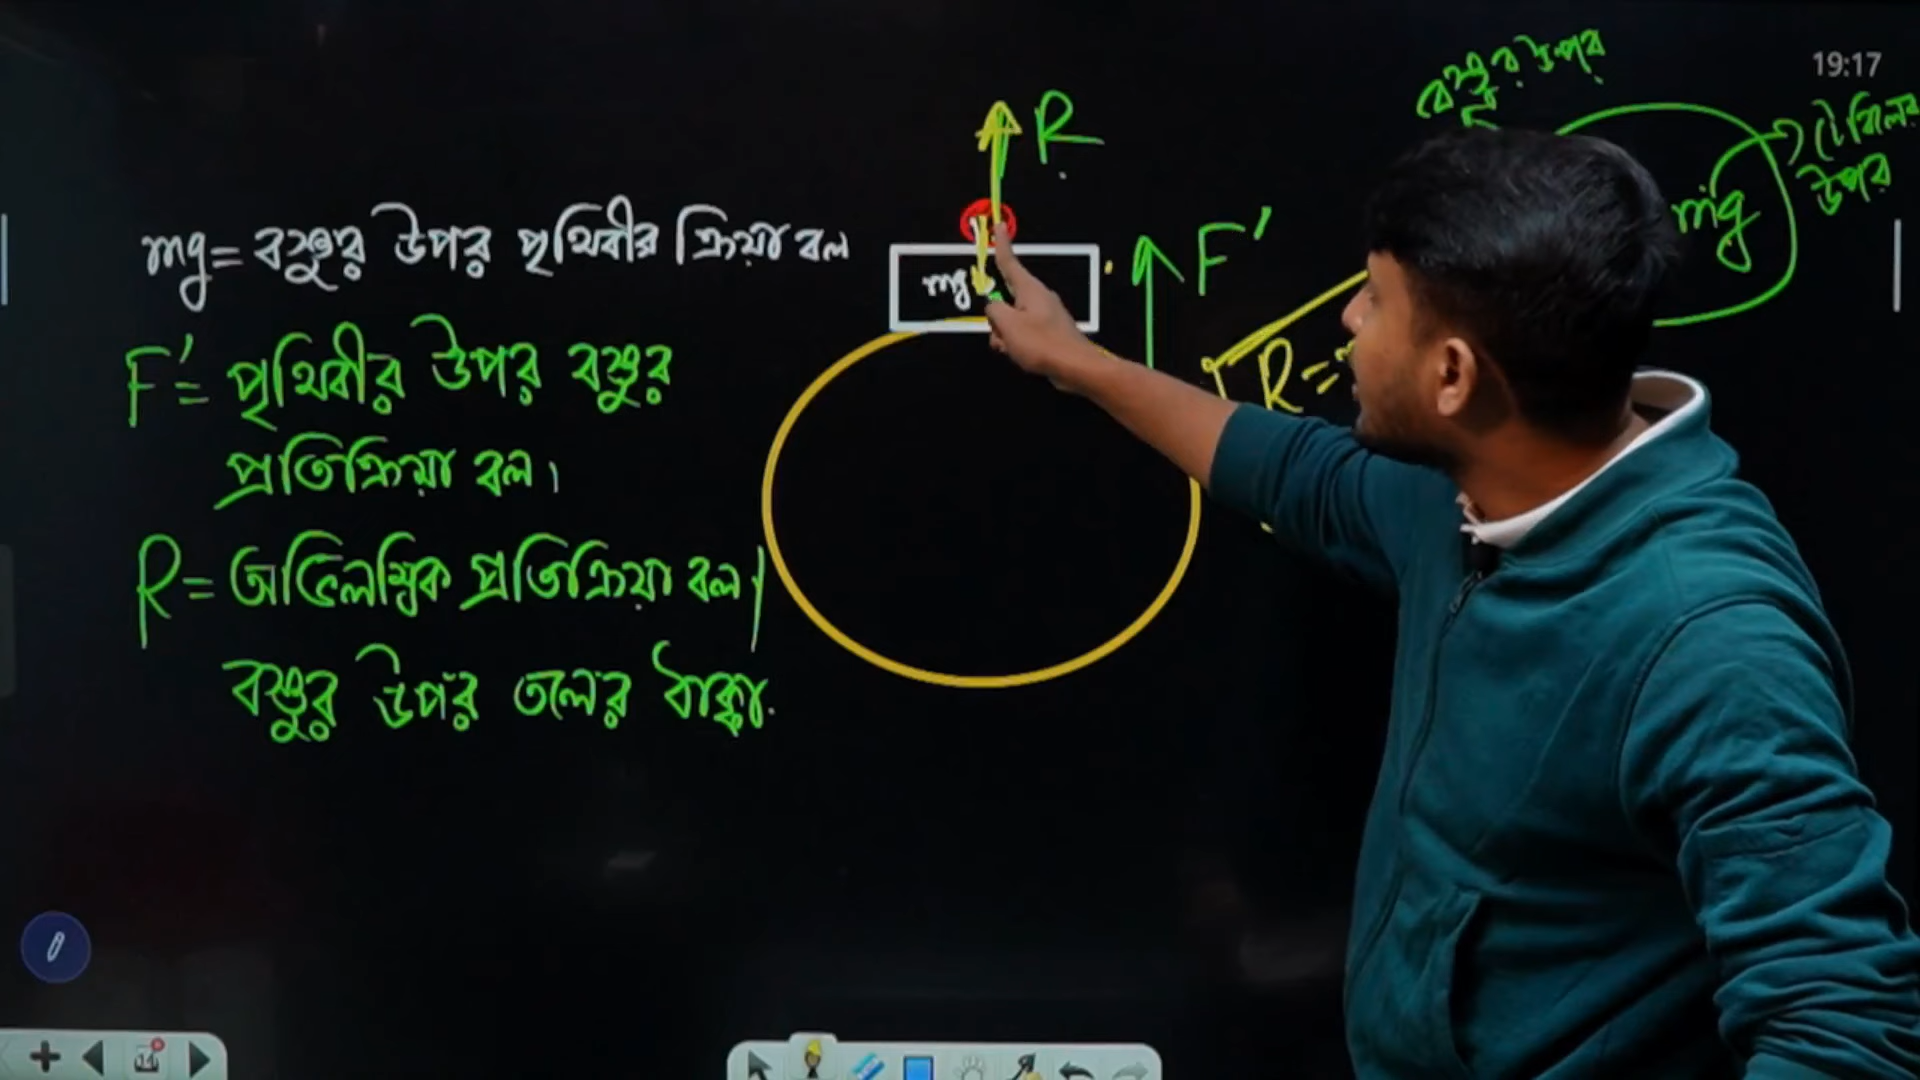 19:17
বস্তুর উপর
টেবিলের
উপর
mg
R
F'
mg
R =
mg = বস্তুর উপর পৃথিবীর ক্রিয়া বল
F' = পৃথিবীর উপর বস্তুর
প্রতিক্রিয়া বল।
R = অভিলম্বিক প্রতিক্রিয়া বল।
বস্তুর উপর তলের ধাক্কা.
14